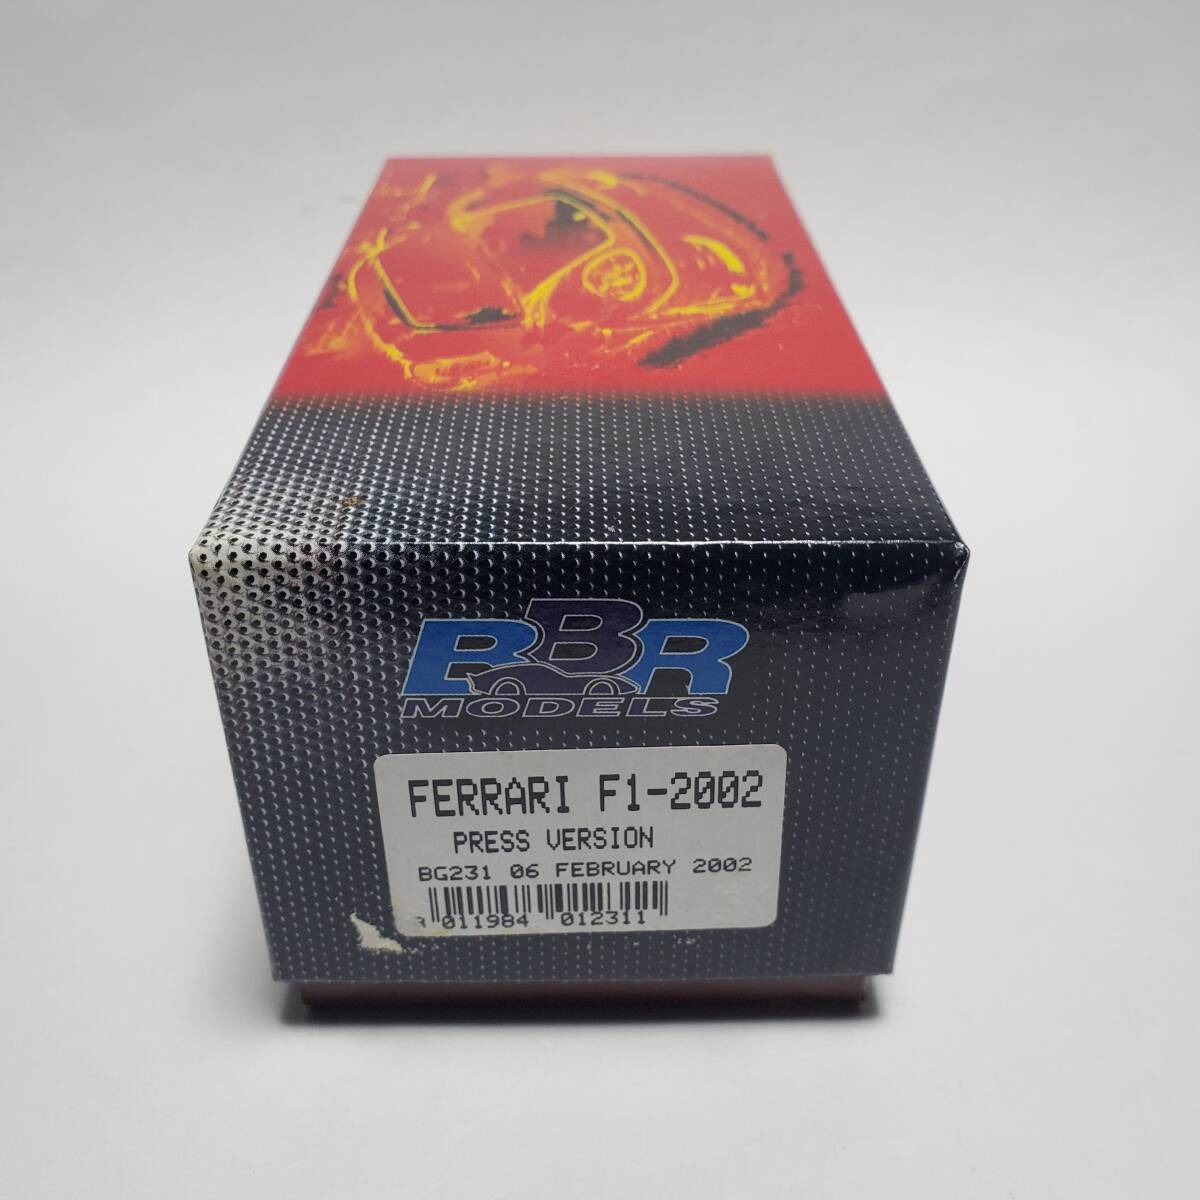 BBR
MODELS
FERRARI F1-2002
PRESS VERSION
BG231 06 FEBRUARY 2002
011984 012311